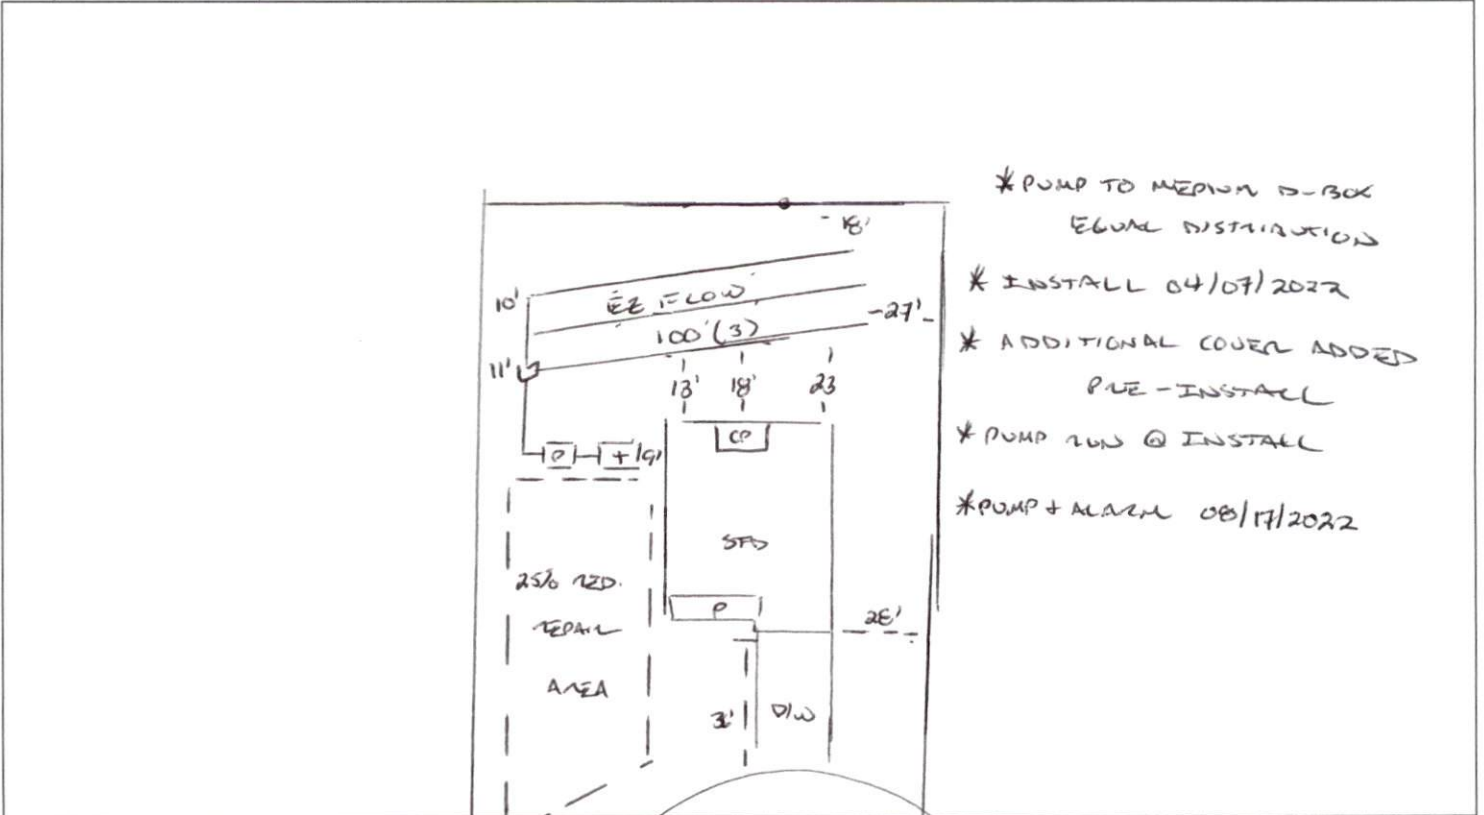 *PUMP TO MEDIUM D-BOX
EQUAL DISTRIBUTION
* INSTALL 04/07/2022
* ADDITIONAL COVER ADDED
PRE-INSTALL
*PUMP RUN @ INSTALL
*PUMP + ALARM 08/17/2022
18'
10'
EZ FLOW
100' (3)
-27'-
11'
13' 18' 23
CP
P
T
SFD
25% RED.
REPAIR
AREA
P
D/W